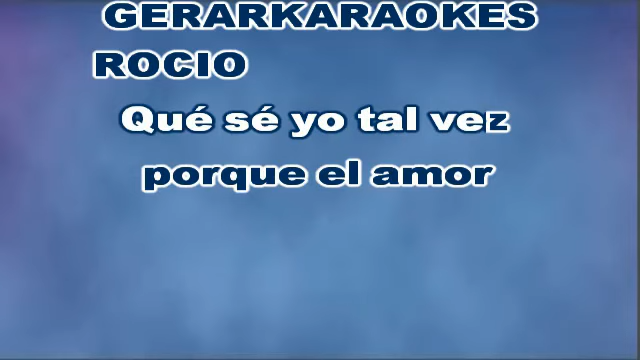 GERARKARAOKES
ROCIO
Qué sé yo tal vez
porque el amor